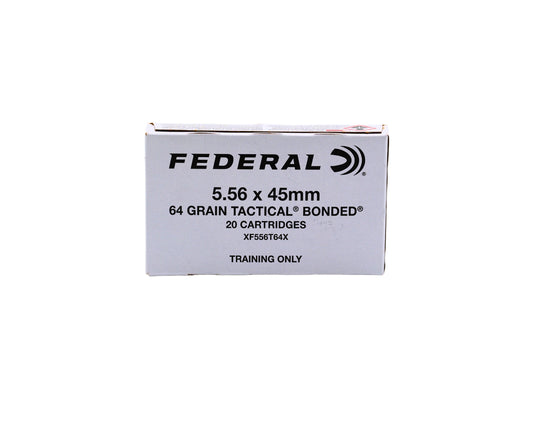 FEDERAL®
5.56 x 45mm
64 GRAIN TACTICAL® BONDED®
20 CARTRIDGES
XF556T64X
TRAINING ONLY